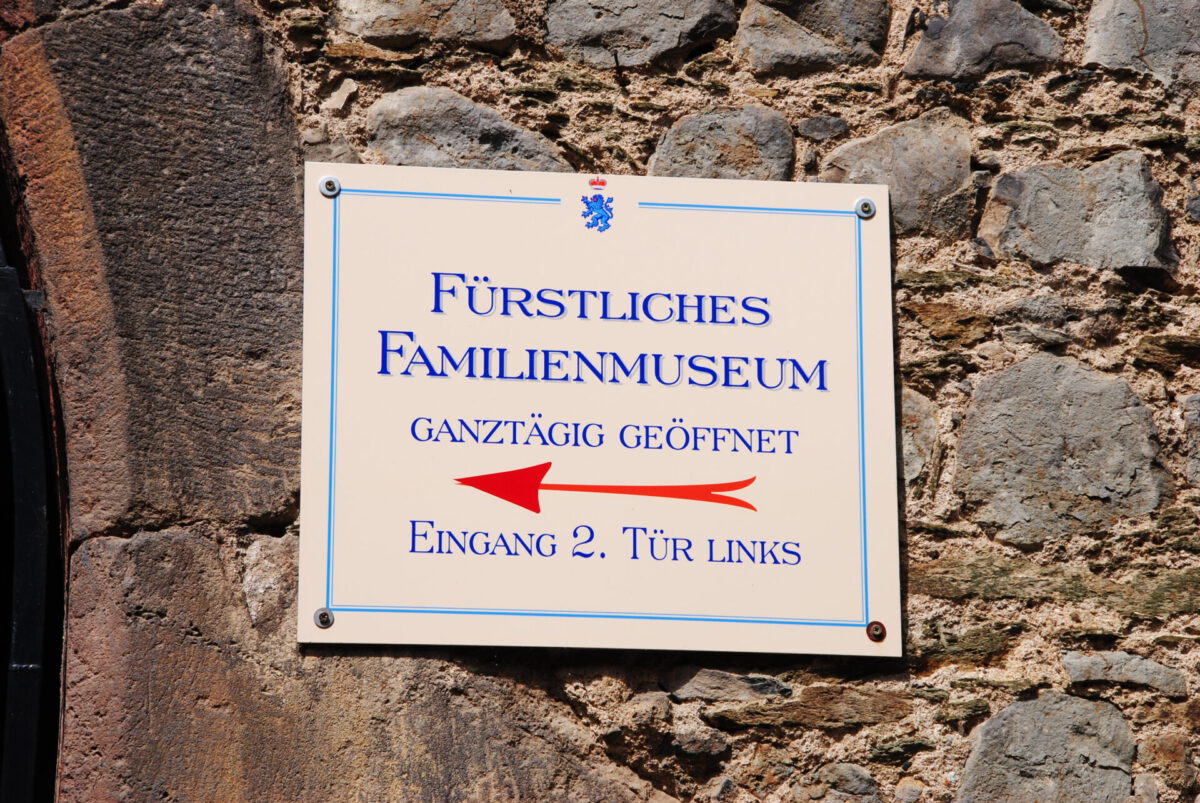 FÜRSTLICHES
FAMILIENMUSEUM
GANZTÄGIG GEÖFFNET
EINGANG 2. TÜR LINKS